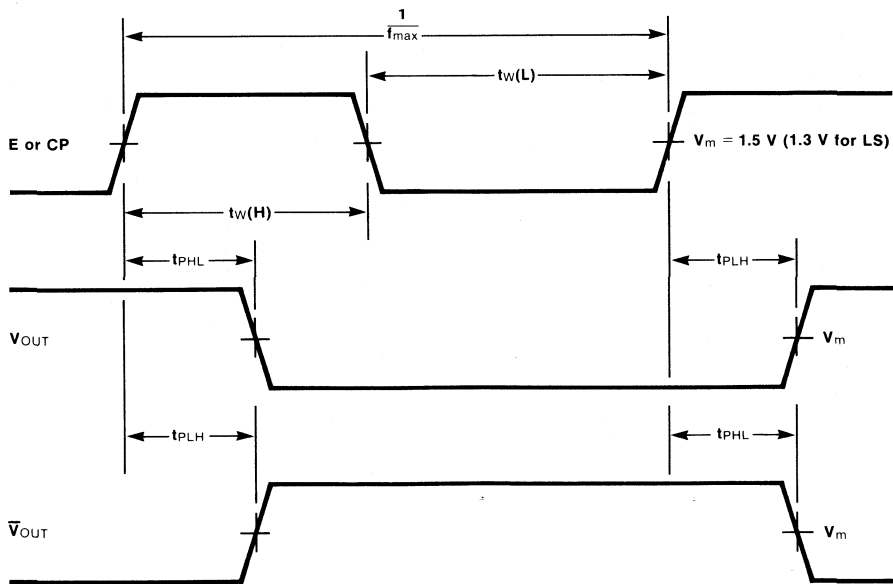 1
fmax
tW(L)
E or CP
Vm = 1.5 V (1.3 V for LS)
tW(H)
tPHL
tPLH
VOUT
Vm
tPLH
tPHL
V̅OUT
Vm